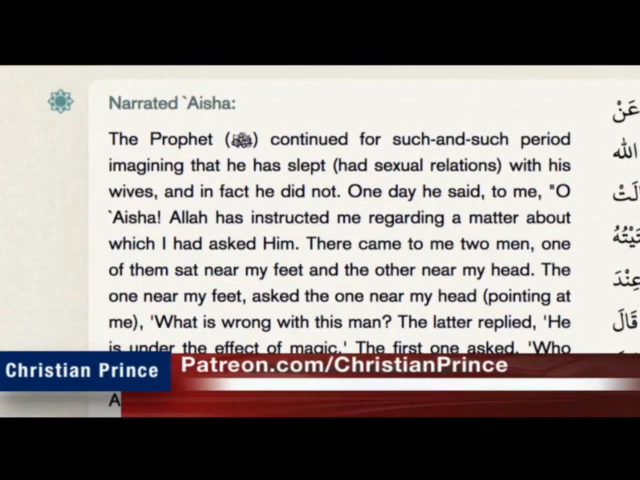 Narrated `Aisha:
The Prophet (ﷺ) continued for such-and-such period
imagining that he has slept (had sexual relations) with his
wives, and in fact he did not. One day he said, to me, "O
`Aisha! Allah has instructed me regarding a matter about
which I had asked Him. There came to me two men, one
of them sat near my feet and the other near my head. The
one near my feet, asked the one near my head (pointing at
me), 'What is wrong with this man? The latter replied, 'He
is under the effect of magic.' The first one asked, 'Who
A
عَنْ
الله
قَالَ
Christian Prince
Patreon.com/ChristianPrince